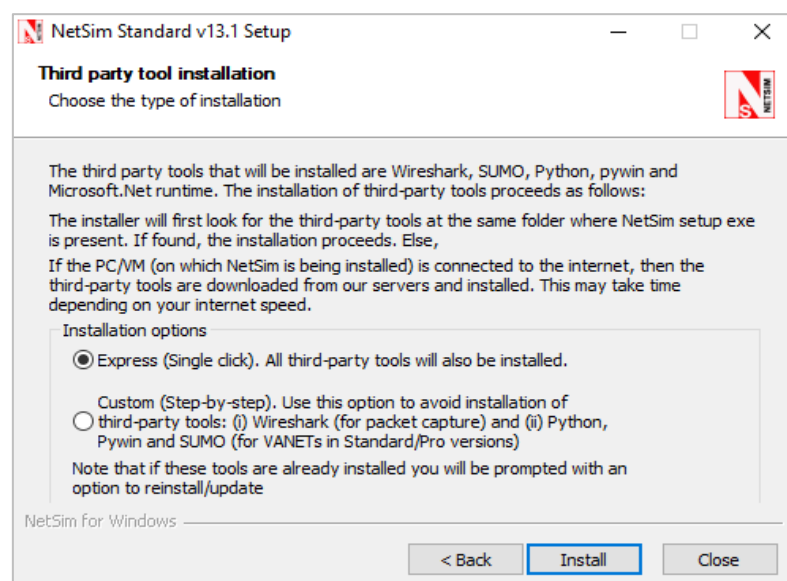 NetSim Standard v13.1 Setup
Third party tool installation
Choose the type of installation
NETSIM
NS
The third party tools that will be installed are Wireshark, SUMO, Python, pywin and
Microsoft.Net runtime. The installation of third-party tools proceeds as follows:
The installer will first look for the third-party tools at the same folder where NetSim setup exe
is present. If found, the installation proceeds. Else,
If the PC/VM (on which NetSim is being installed) is connected to the internet, then the
third-party tools are downloaded from our servers and installed. This may take time
depending on your internet speed.
Installation options
Express (Single click). All third-party tools will also be installed.
Custom (Step-by-step). Use this option to avoid installation of
third-party tools: (i) Wireshark (for packet capture) and (ii) Python,
Pywin and SUMO (for VANETs in Standard/Pro versions)
Note that if these tools are already installed you will be prompted with an
option to reinstall/update
NetSim for Windows
< Back Install Close